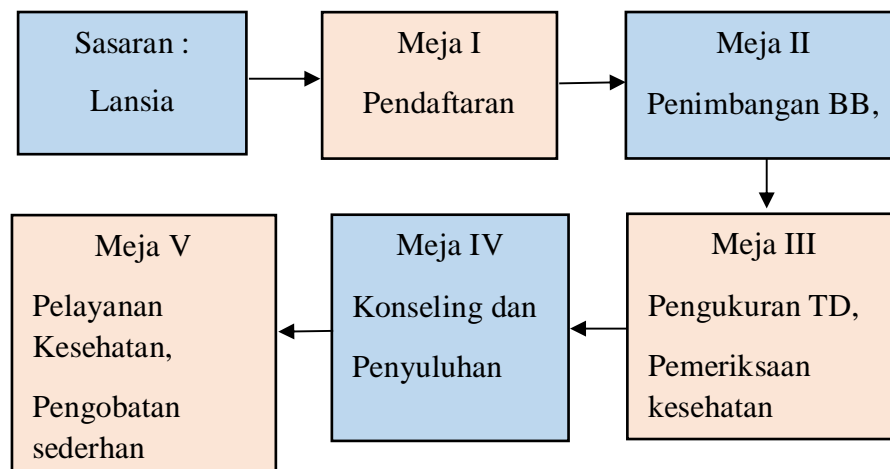 Sasaran :
Lansia
Meja I
Pendaftaran
Meja II
Penimbangan BB,
Meja III
Pengukuran TD,
Pemeriksaan
kesehatan
Meja IV
Konseling dan
Penyuluhan
Meja V
Pelayanan
Kesehatan,
Pengobatan
sederhan